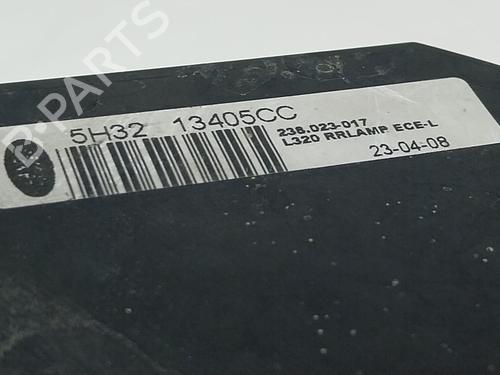 B-PARTS
5H32 13405CC
238.023-017
L320 RRLAMP ECE-L
23-04-08